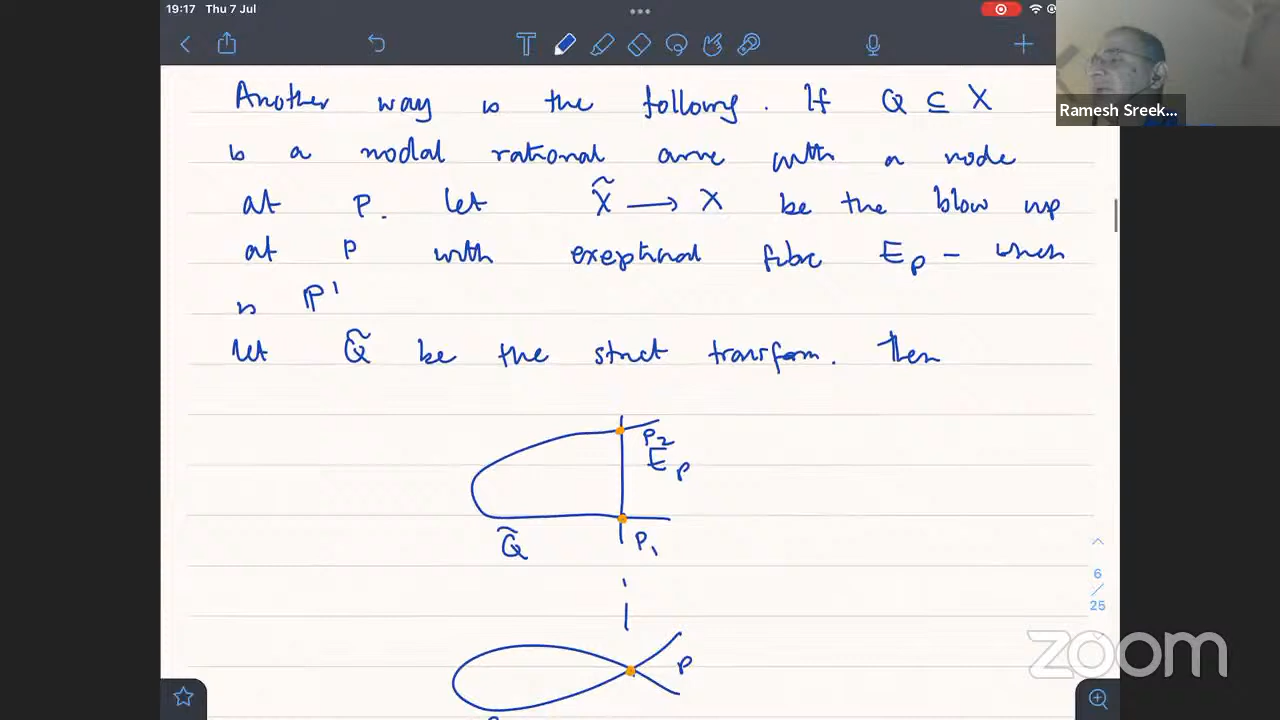 19:17 Thu 7 Jul
Ramesh Sreek...
Another way is the following. If Q ⊆ X
is a nodal rational curve with a node
at P. let X̃ → X be the blow up
at P with exeptional fibre E_P – which
is ℙ¹
let Q̃ be the strict transform. Then
P₂
E_P
Q̃
P₁
P
6
/
25
zoom